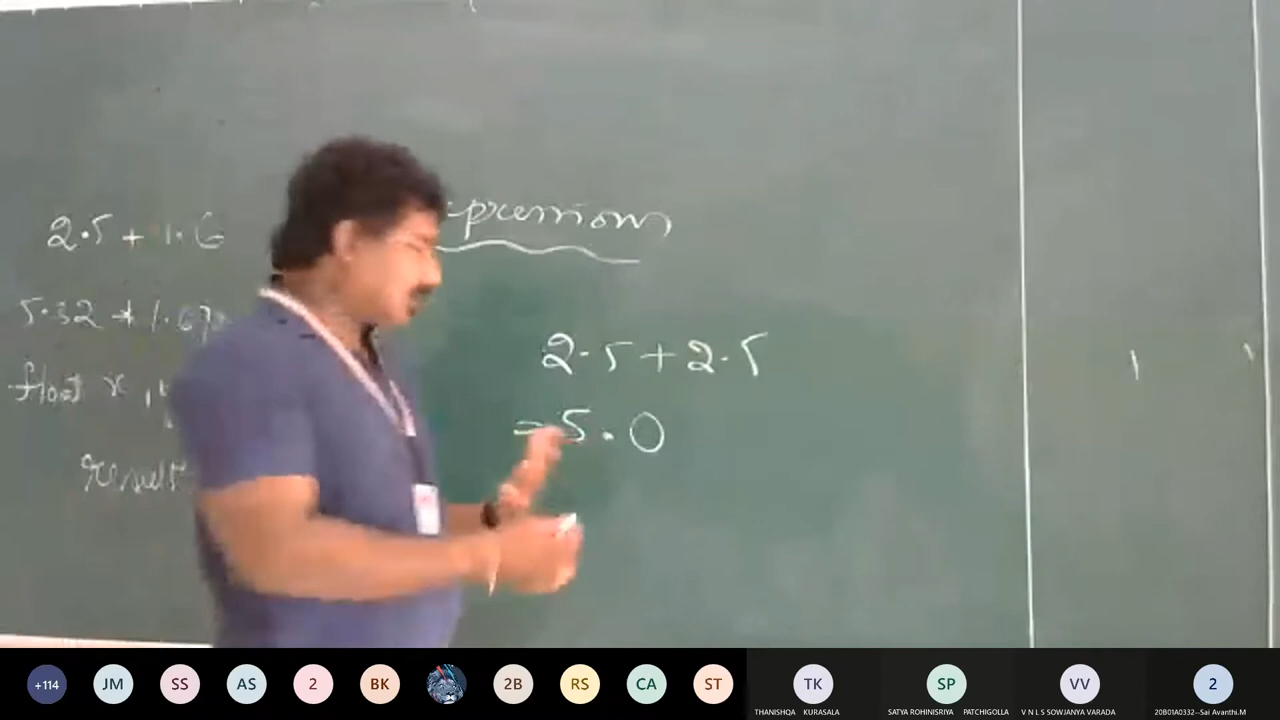 pressions
2.5 + 1.6
5.32 * 1.67
float x,
2.5+2.5
= 5.0
result
+114 JM SS AS 2 BK 2B RS CA ST TK SP VV 2
THANISHQA KURASALA SATYA ROHINISRIYA PATCHIGOLLA V N L S SOWJANYA VARADA 20B01A0332--Sai Avanthi.M